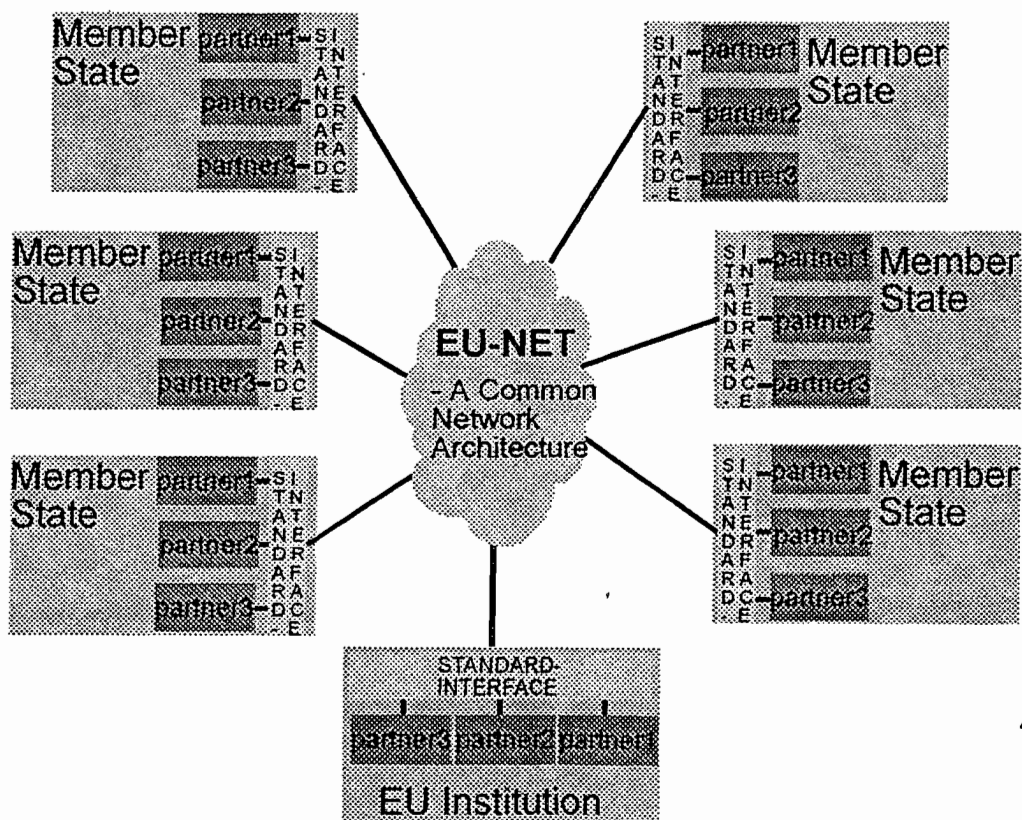 Member
State
partner1
partner2
partner3
STANDARD-
INTERFACE
Member
State
partner1
partner2
partner3
STANDARD-
INTERFACE
Member
State
partner1
partner2
partner3
STANDARD-
INTERFACE
Member
State
partner1
partner2
partner3
STANDARD-
INTERFACE
EU-NET
- A Common
Network
Architecture
Member
State
partner1
partner2
partner3
STANDARD-
INTERFACE
Member
State
partner1
partner2
partner3
STANDARD-
INTERFACE
STANDARD-
INTERFACE
partner3 partner2 partner1
EU Institution